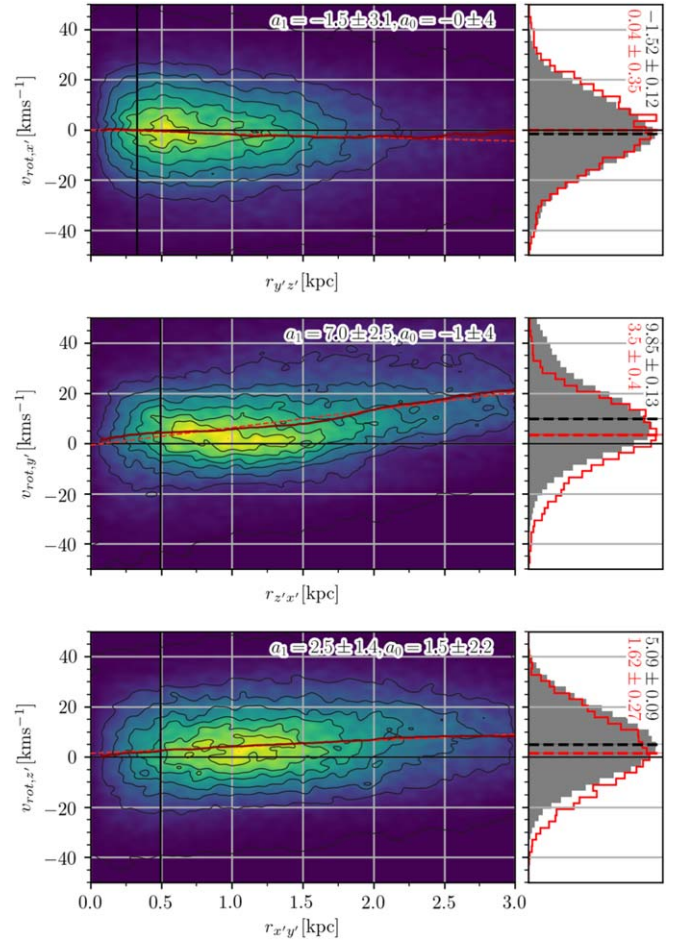 a₁ = −1.5 ± 3.1, a₀ = −0 ± 4
40
20
0
−20
−40
v_{rot,x′} [kms⁻¹]
r_{y′z′} [kpc]
−1.52 ± 0.12
0.04 ± 0.35
a₁ = 7.0 ± 2.5, a₀ = −1 ± 4
40
20
0
−20
−40
v_{rot,y′} [kms⁻¹]
r_{z′x′} [kpc]
9.85 ± 0.13
3.5 ± 0.4
a₁ = 2.5 ± 1.4, a₀ = 1.5 ± 2.2
40
20
0
−20
−40
v_{rot,z′} [kms⁻¹]
0.0 0.5 1.0 1.5 2.0 2.5 3.0
r_{x′y′} [kpc]
5.09 ± 0.09
1.62 ± 0.27